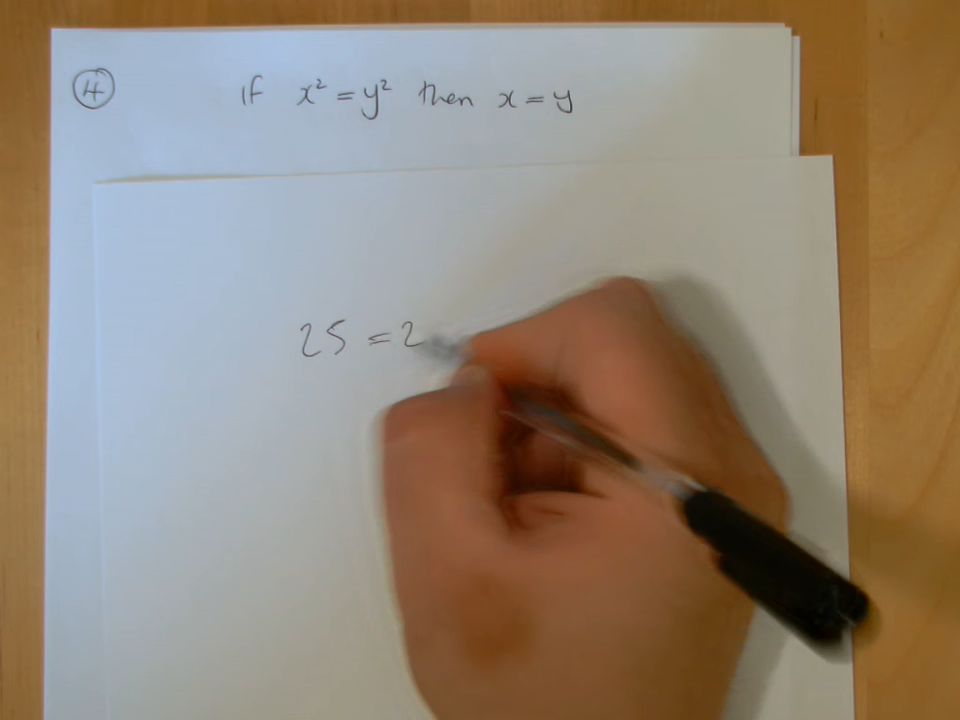 ④ If x² = y² then x = y
25 = 2